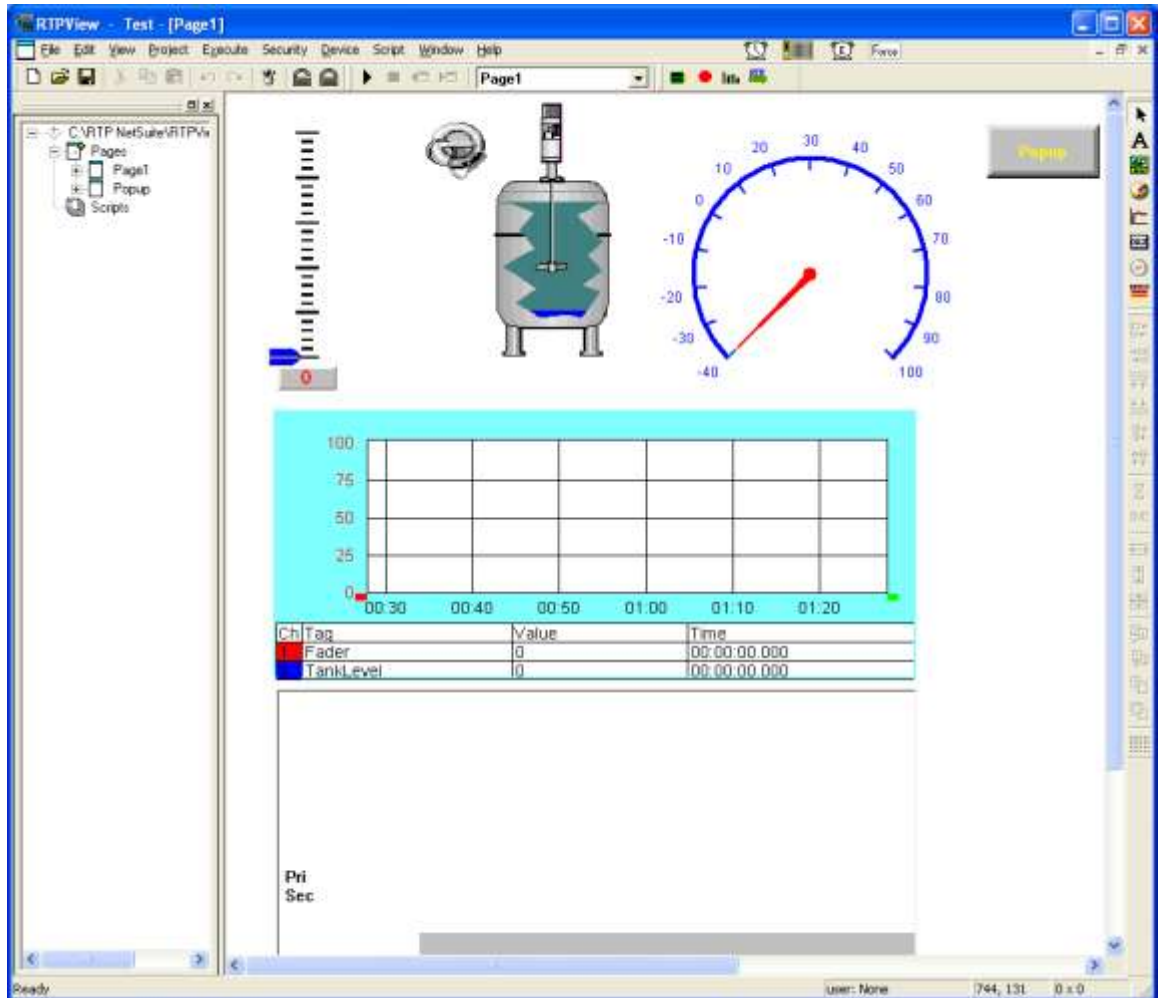 RTPView - Test - [Page1]
File Edit View Project Execute Security Device Script Window Help
Force
Page1
C:\RTP NetSuite\RTPVie
Pages
Page1
Popup
Scripts
0
-40
-30
-20
-10
0
10
20
30
40
50
60
70
80
90
100
Popup
100
75
50
25
0
00:30 00:40 00:50 01:00 01:10 01:20
Ch Tag Value Time
1 Fader 0 00:00:00.000
TankLevel 0 00:00:00.000
Pri
Sec
Ready user: None 744, 131 0 x 0